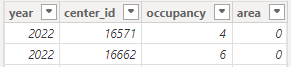 year center_id occupancy area
2022 16571 4 0
2022 16662 6 0